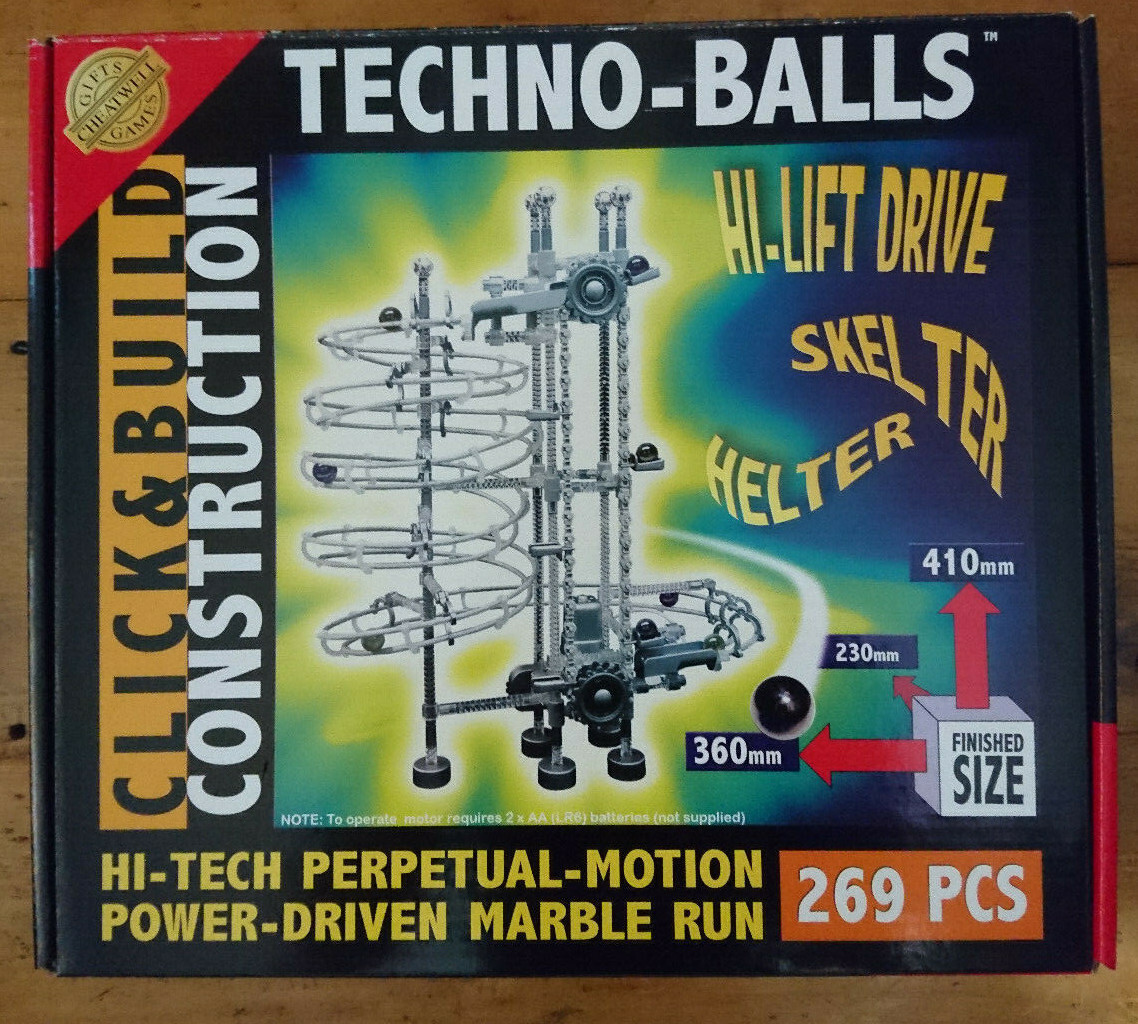 GIFTS
CHEATWELL
GAMES
TECHNO-BALLS™
CLICK&BUILD
CONSTRUCTION
HI-LIFT DRIVE
SKELTER
HELTER
410mm
230mm
360mm
FINISHED
SIZE
NOTE: To operate motor requires 2 x AA (LR6) batteries (not supplied)
HI-TECH PERPETUAL-MOTION
POWER-DRIVEN MARBLE RUN
269 PCS